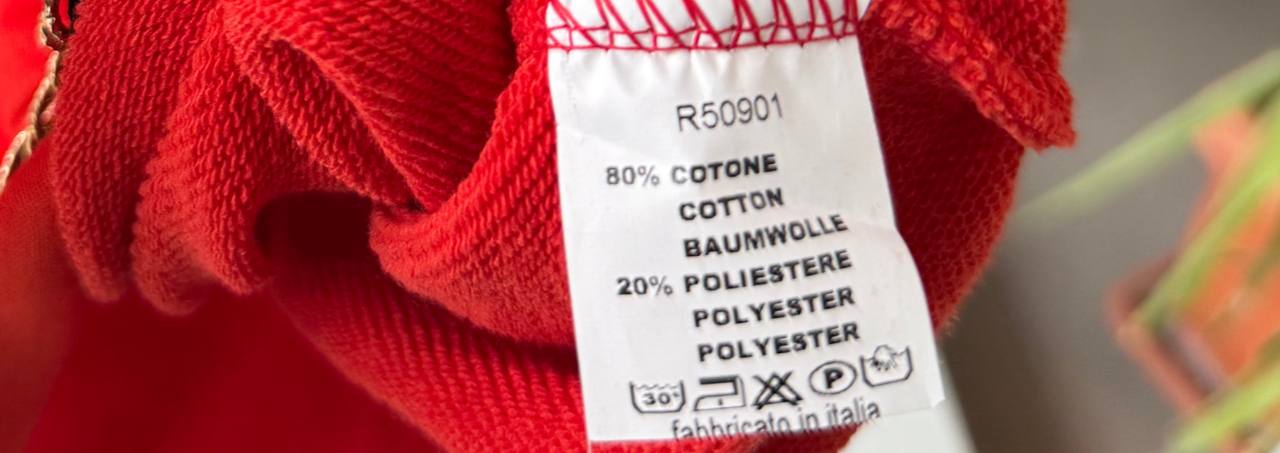 R50901
80% COTONE
COTTON
BAUMWOLLE
20% POLIESTERE
POLYESTER
POLYESTER
30° P
fabbricato in italia